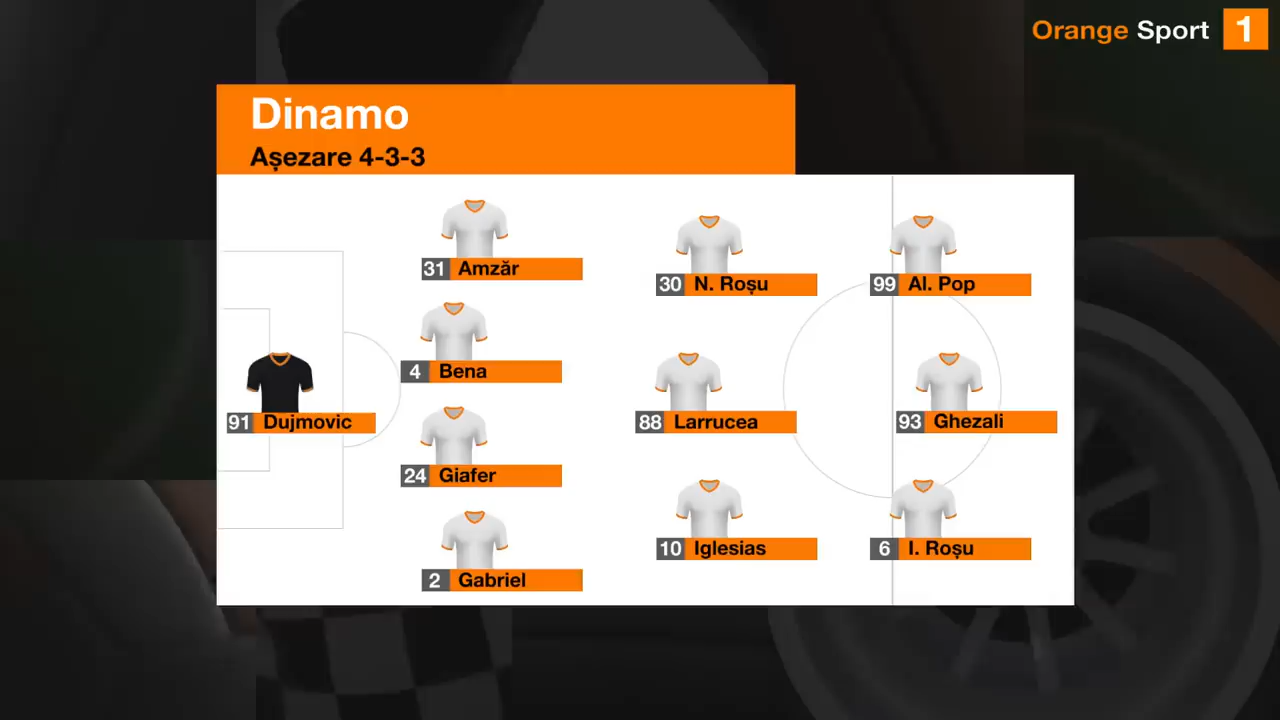 Orange Sport 1
Dinamo
Așezare 4-3-3
31 Amzăr
30 N. Roșu
99 Al. Pop
4 Bena
91 Dujmovic
88 Larrucea
93 Ghezali
24 Giafer
10 Iglesias
6 I. Roșu
2 Gabriel